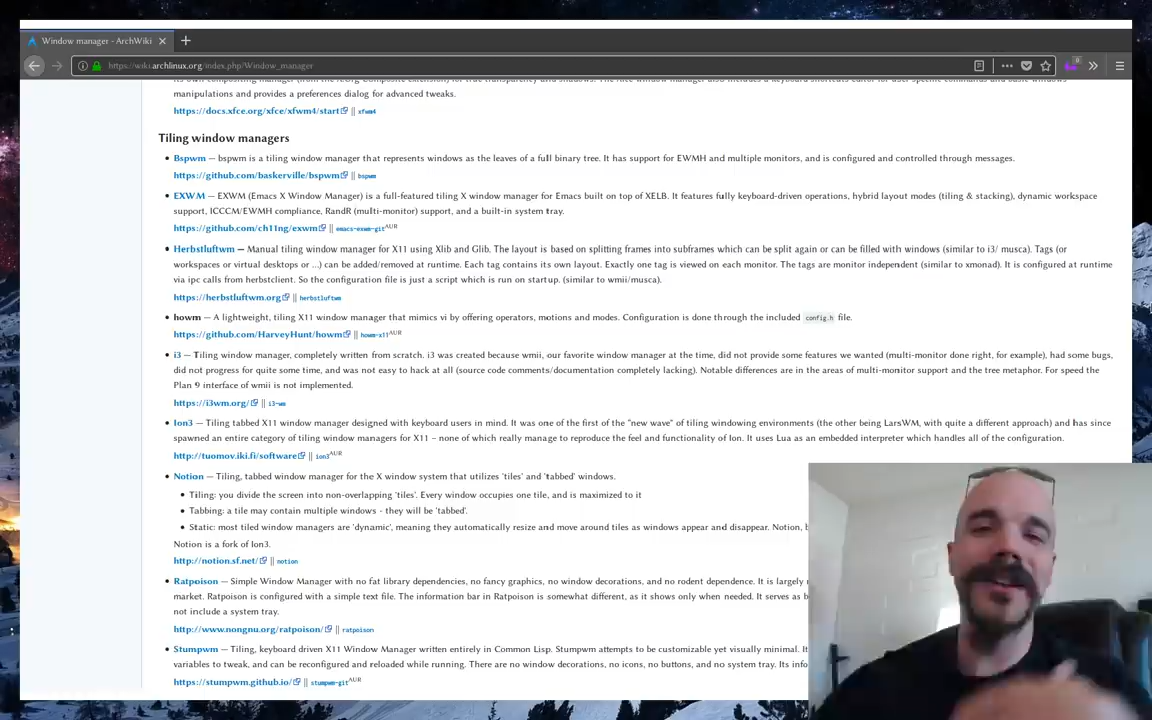 Window manager - ArchWiki
https://wiki.archlinux.org/index.php/Window_manager
manipulations and provides a preferences dialog for advanced tweaks.
https://docs.xfce.org/xfce/xfwm4/start || xfwm4
Tiling window managers
• Bspwm — bspwm is a tiling window manager that represents windows as the leaves of a full binary tree. It has support for EWMH and multiple monitors, and is configured and controlled through messages.
https://github.com/baskerville/bspwm || bspwm
• EXWM — EXWM (Emacs X Window Manager) is a full-featured tiling X window manager for Emacs built on top of XELB. It features fully keyboard-driven operations, hybrid layout modes (tiling & stacking), dynamic workspace
support, ICCCM/EWMH compliance, RandR (multi-monitor) support, and a built-in system tray.
https://github.com/ch11ng/exwm || emacs-exwm-git AUR
• Herbstluftwm — Manual tiling window manager for X11 using Xlib and Glib. The layout is based on splitting frames into subframes which can be split again or can be filled with windows (similar to i3/ musca). Tags (or
workspaces or virtual desktops or ...) can be added/removed at runtime. Each tag contains its own layout. Exactly one tag is viewed on each monitor. The tags are monitor independent (similar to xmonad). It is configured at runtime
via ipc calls from herbstclient. So the configuration file is just a script which is run on startup. (similar to wmii/musca).
https://herbstluftwm.org || herbstluftwm
• howm — A lightweight, tiling X11 window manager that mimics vi by offering operators, motions and modes. Configuration is done through the included config.h file.
https://github.com/HarveyHunt/howm || howm-x11 AUR
• i3 — Tiling window manager, completely written from scratch. i3 was created because wmii, our favorite window manager at the time, did not provide some features we wanted (multi-monitor done right, for example), had some bugs,
did not progress for quite some time, and was not easy to hack at all (source code comments/documentation completely lacking). Notable differences are in the areas of multi-monitor support and the tree metaphor. For speed the
Plan 9 interface of wmii is not implemented.
https://i3wm.org/ || i3-wm
• Ion3 — Tiling tabbed X11 window manager designed with keyboard users in mind. It was one of the first of the "new wave" of tiling windowing environments (the other being LarsWM, with quite a different approach) and has since
spawned an entire category of tiling window managers for X11 – none of which really manage to reproduce the feel and functionality of Ion. It uses Lua as an embedded interpreter which handles all of the configuration.
http://tuomov.iki.fi/software || ion3 AUR
• Notion — Tiling, tabbed window manager for the X window system that utilizes 'tiles' and 'tabbed' windows.
• Tiling: you divide the screen into non-overlapping 'tiles'. Every window occupies one tile, and is maximized to it
• Tabbing: a tile may contain multiple windows - they will be 'tabbed'.
• Static: most tiled window managers are 'dynamic', meaning they automatically resize and move around tiles as windows appear and disappear. Notion, b
Notion is a fork of Ion3.
http://notion.sf.net/ || notion
• Ratpoison — Simple Window Manager with no fat library dependencies, no fancy graphics, no window decorations, and no rodent dependence. It is largely
market. Ratpoison is configured with a simple text file. The information bar in Ratpoison is somewhat different, as it shows only when needed. It serves as b
not include a system tray.
http://www.nongnu.org/ratpoison/ || ratpoison
• Stumpwm — Tiling, keyboard driven X11 Window Manager written entirely in Common Lisp. Stumpwm attempts to be customizable yet visually minimal. It
variables to tweak, and can be reconfigured and reloaded while running. There are no window decorations, no icons, no buttons, and no system tray. Its info
https://stumpwm.github.io/ || stumpwm-git AUR